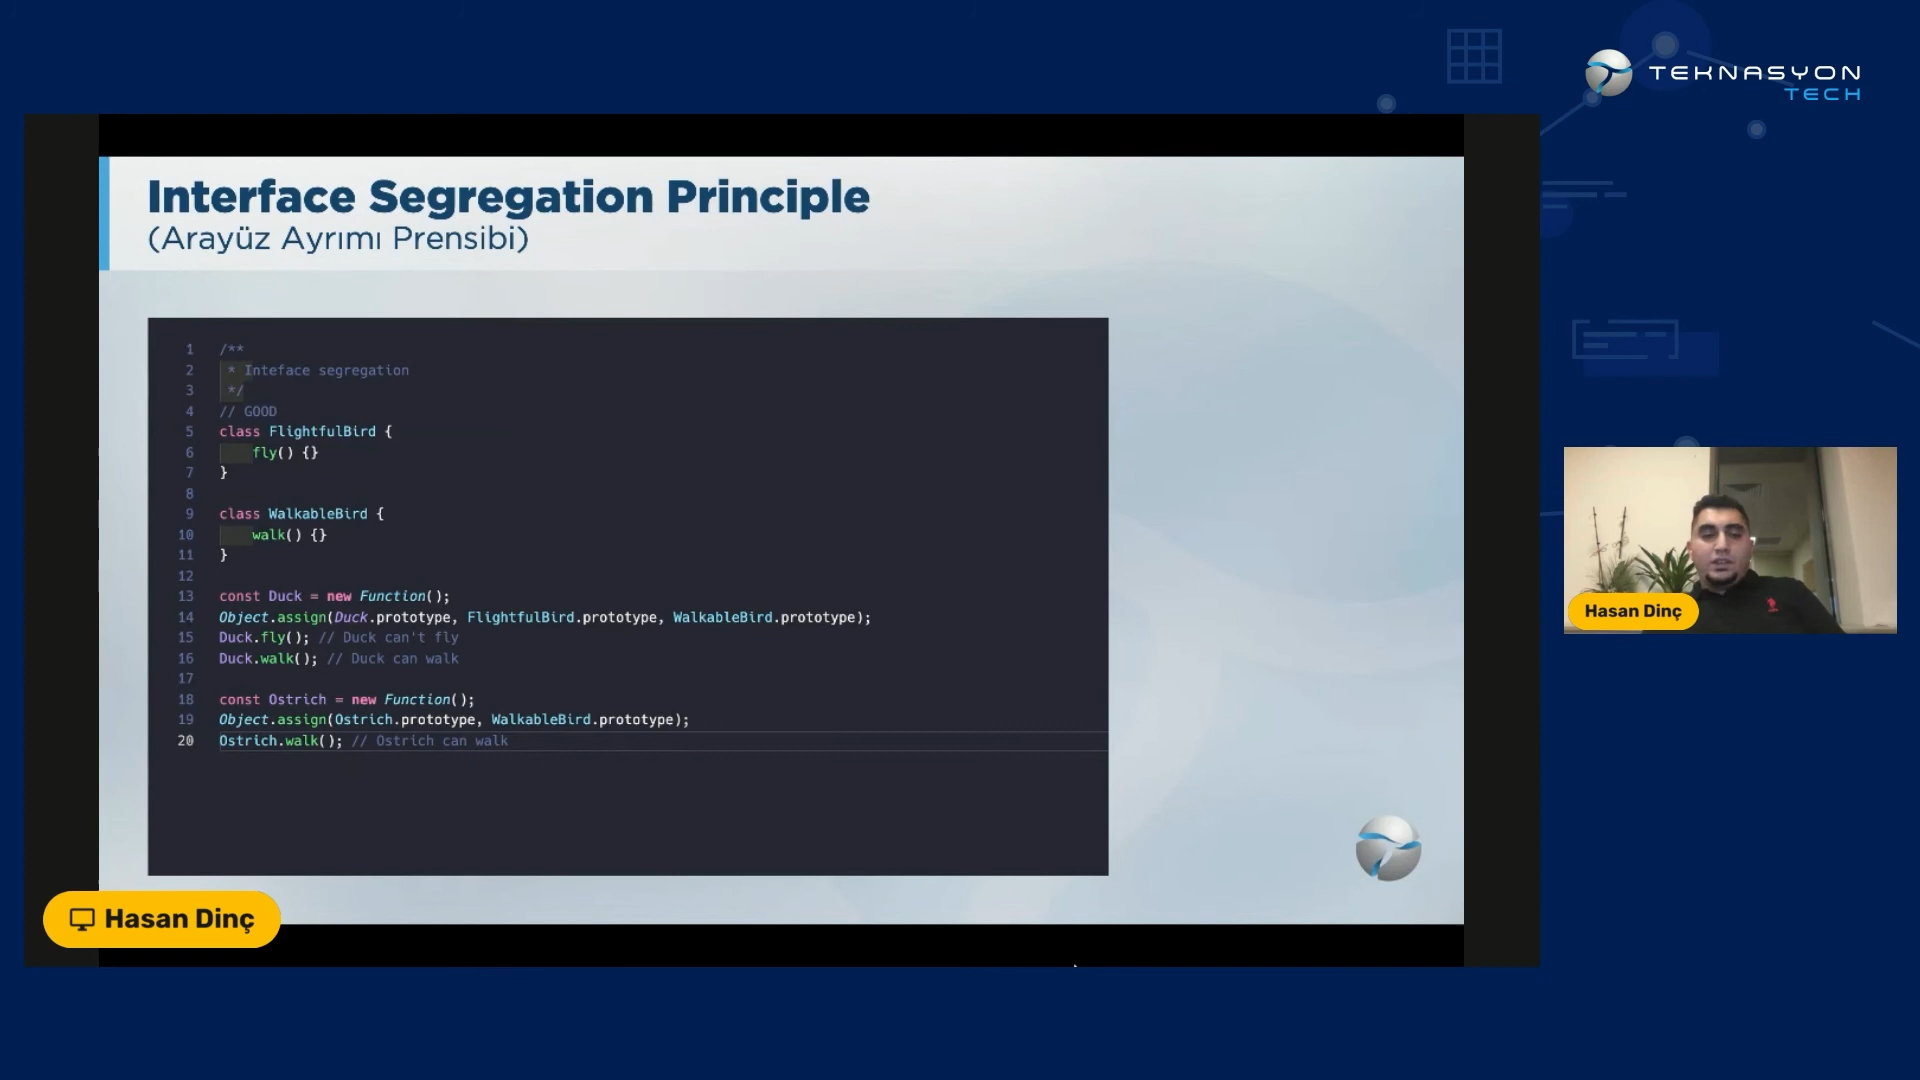 TEKNASYON
TECH
Interface Segregation Principle
(Arayüz Ayrımı Prensibi)
1 /**
2 * Inteface segregation
3 */
4 // GOOD
5 class FlightfulBird {
6 fly() {}
7 }
8
9 class WalkableBird {
10 walk() {}
11 }
12
13 const Duck = new Function();
14 Object.assign(Duck.prototype, FlightfulBird.prototype, WalkableBird.prototype);
15 Duck.fly(); // Duck can't fly
16 Duck.walk(); // Duck can walk
17
18 const Ostrich = new Function();
19 Object.assign(Ostrich.prototype, WalkableBird.prototype);
20 Ostrich.walk(); // Ostrich can walk
Hasan Dinç
Hasan Dinç